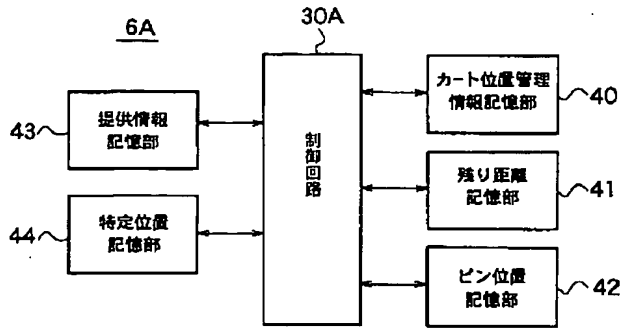 6A
30A
制御回路
提供情報
記憶部
43
特定位置
記憶部
44
カート位置管理
情報記憶部
40
残り距離
記憶部
41
ピン位置
記憶部
42